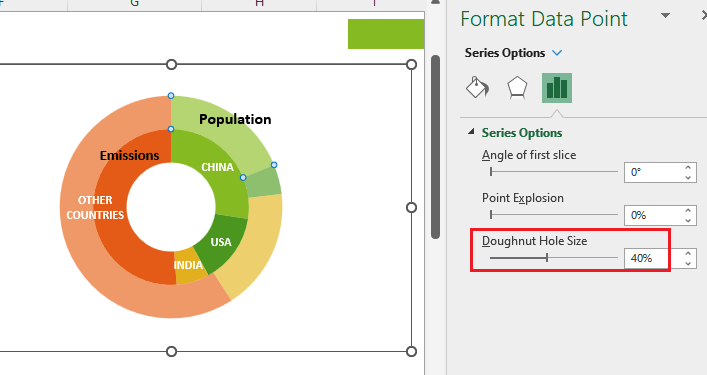 F G H I
Format Data Point
Series Options
Population
Emissions
CHINA
OTHER
COUNTRIES
USA
INDIA
Series Options
Angle of first slice
0°
Point Explosion
0%
Doughnut Hole Size
40%